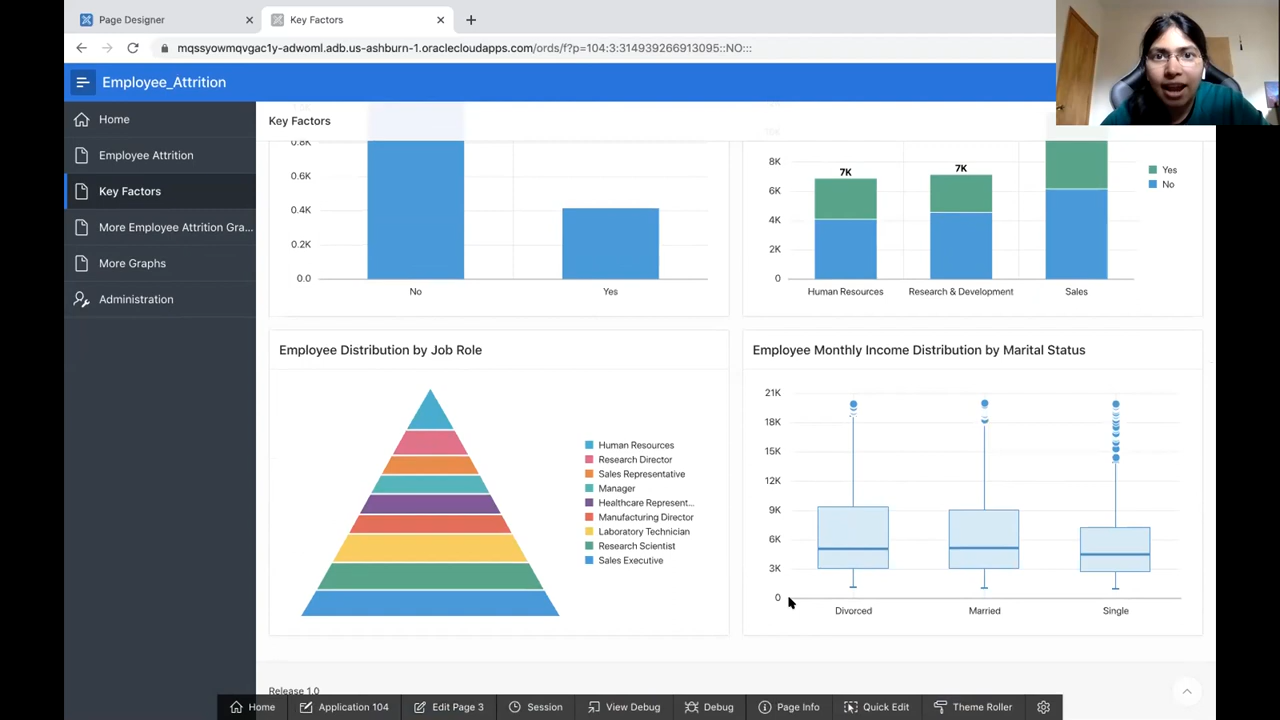 Page Designer
Key Factors
mqssyowmqvgac1y-adwoml.adb.us-ashburn-1.oraclecloudapps.com/ords/f?p=104:3:314939266913095::NO:::
Employee_Attrition
Home
Employee Attrition
Key Factors
More Employee Attrition Gra...
More Graphs
Administration
Key Factors
0.8K
0.6K
0.4K
0.2K
0.0
No
Yes
8K
6K
4K
2K
0
7K
7K
Human Resources
Research & Development
Sales
Yes
No
Employee Distribution by Job Role
Human Resources
Research Director
Sales Representative
Manager
Healthcare Represent...
Manufacturing Director
Laboratory Technician
Research Scientist
Sales Executive
Employee Monthly Income Distribution by Marital Status
21K
18K
15K
12K
9K
6K
3K
0
Divorced
Married
Single
Release 1.0
Home
Application 104
Edit Page 3
Session
View Debug
Debug
Page Info
Quick Edit
Theme Roller